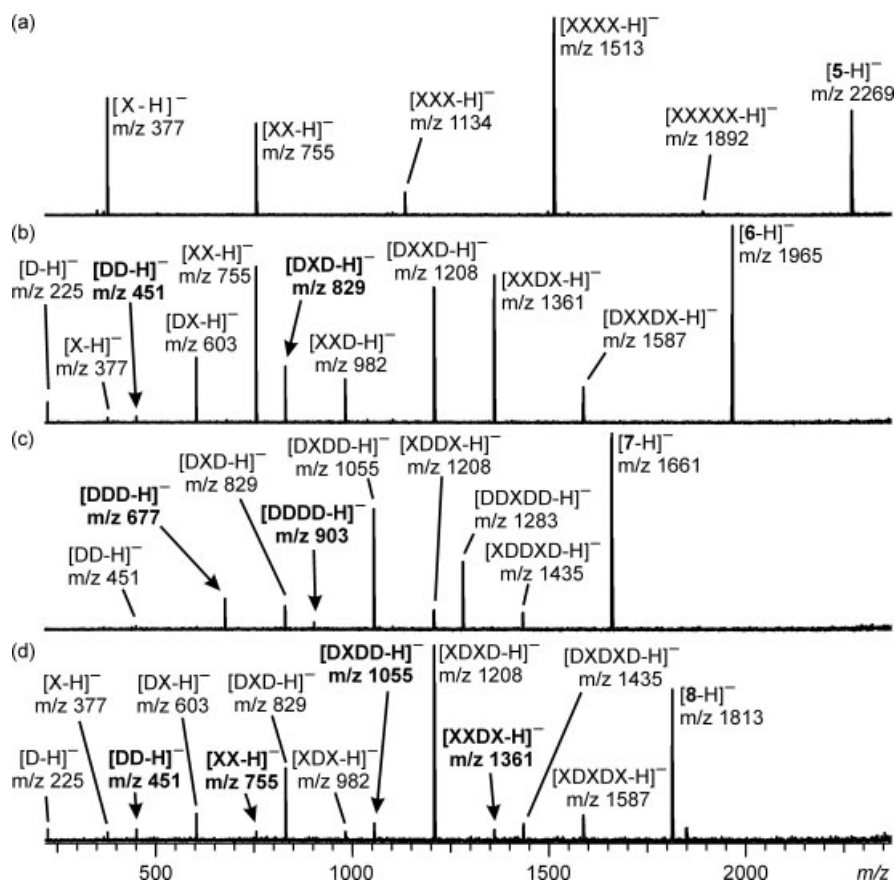 (a)
[X-H]⁻
m/z 377
[XX-H]⁻
m/z 755
[XXX-H]⁻
m/z 1134
[XXXX-H]⁻
m/z 1513
[XXXXX-H]⁻
m/z 1892
[5-H]⁻
m/z 2269
(b)
[D-H]⁻
m/z 225
[X-H]⁻
m/z 377
[DD-H]⁻
m/z 451
[DX-H]⁻
m/z 603
[XX-H]⁻
m/z 755
[DXD-H]⁻
m/z 829
[XXD-H]⁻
m/z 982
[DXXD-H]⁻
m/z 1208
[XXDX-H]⁻
m/z 1361
[DXXDX-H]⁻
m/z 1587
[6-H]⁻
m/z 1965
(c)
[DD-H]⁻
m/z 451
[DDD-H]⁻
m/z 677
[DXD-H]⁻
m/z 829
[DDDD-H]⁻
m/z 903
[DXDD-H]⁻
m/z 1055
[XDDX-H]⁻
m/z 1208
[DDXDD-H]⁻
m/z 1283
[XDDXD-H]⁻
m/z 1435
[7-H]⁻
m/z 1661
(d)
[D-H]⁻
m/z 225
[X-H]⁻
m/z 377
[DD-H]⁻
m/z 451
[DX-H]⁻
m/z 603
[XX-H]⁻
m/z 755
[DXD-H]⁻
m/z 829
[XDX-H]⁻
m/z 982
[DXDD-H]⁻
m/z 1055
[XDXD-H]⁻
m/z 1208
[XXDX-H]⁻
m/z 1361
[DXDXD-H]⁻
m/z 1435
[XDXDX-H]⁻
m/z 1587
[8-H]⁻
m/z 1813
500 1000 1500 2000 m/z